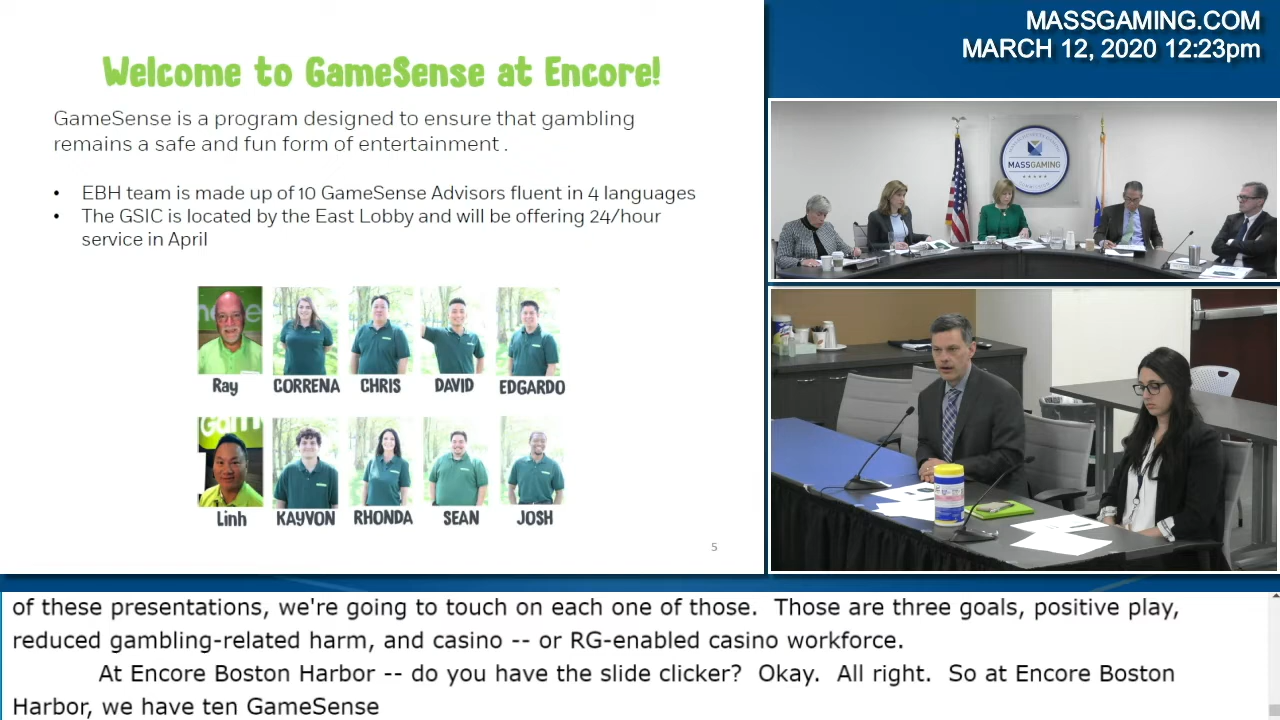 MASSGAMING.COM
MARCH 12, 2020 12:23pm
Welcome to GameSense at Encore!
GameSense is a program designed to ensure that gambling
remains a safe and fun form of entertainment .
• EBH team is made up of 10 GameSense Advisors fluent in 4 languages
• The GSIC is located by the East Lobby and will be offering 24/hour
service in April
Ray CORRENA CHRIS DAVID EDGARDO
Gam
Linh KAYVON RHONDA SEAN JOSH
5
MASSGAMING
of these presentations, we're going to touch on each one of those.  Those are three goals, positive play,
reduced gambling-related harm, and casino -- or RG-enabled casino workforce.
At Encore Boston Harbor -- do you have the slide clicker?  Okay.  All right.  So at Encore Boston
Harbor, we have ten GameSense